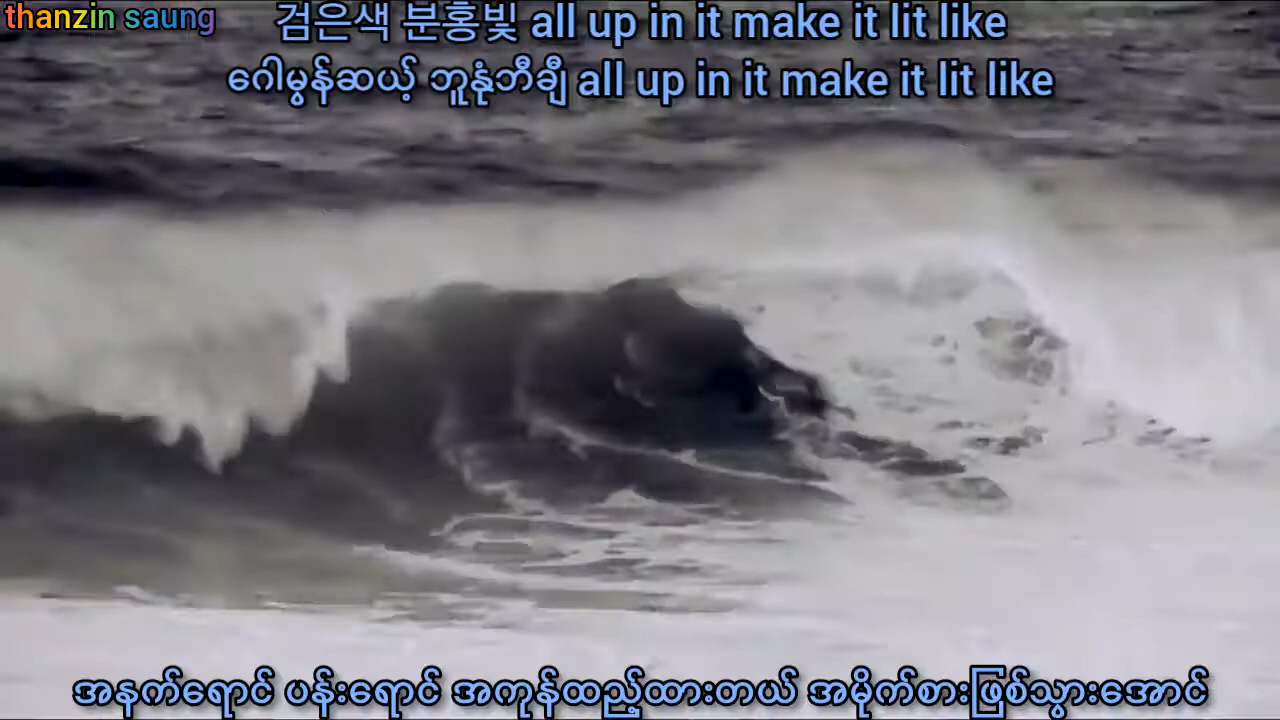 thanzin saung
검은색 분홍빛 all up in it make it lit like
ဂေါမွန်ဆယ့် ဘူနုံဘီချီ all up in it make it lit like
အနက်ရောင် ပန်းရောင် အကုန်ထည့်ထားတယ် အမိုက်စားဖြစ်သွားအောင်